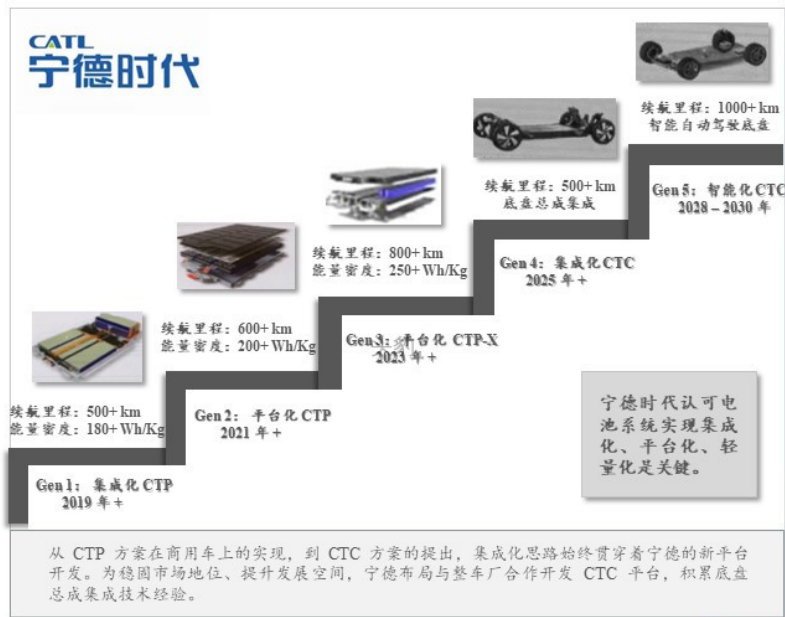 CATL
宁德时代
续航里程：1000+ km
智能自动驾驶底盘
Gen 5：智能化 CTC
2028 – 2030 年
续航里程：500+ km
底盘总成集成
Gen 4：集成化 CTC
2025 年 +
续航里程：800+ km
能量密度：250+ Wh/Kg
Gen 3：平台化 CTP-X
2023 年 +
续航里程：600+ km
能量密度：200+ Wh/Kg
Gen 2：平台化 CTP
2021 年 +
续航里程：500+ km
能量密度：180+ Wh/Kg
Gen 1：集成化 CTP
2019 年 +
宁德时代认可电
池系统实现集成
化、平台化、轻
量化是关键。
从 CTP 方案在商用车上的实现，到 CTC 方案的提出，集成化思路始终贯穿着宁德的新平台
开发。为稳固市场地位、提升发展空间，宁德布局与整车厂合作开发 CTC 平台，积累底盘
总成集成技术经验。